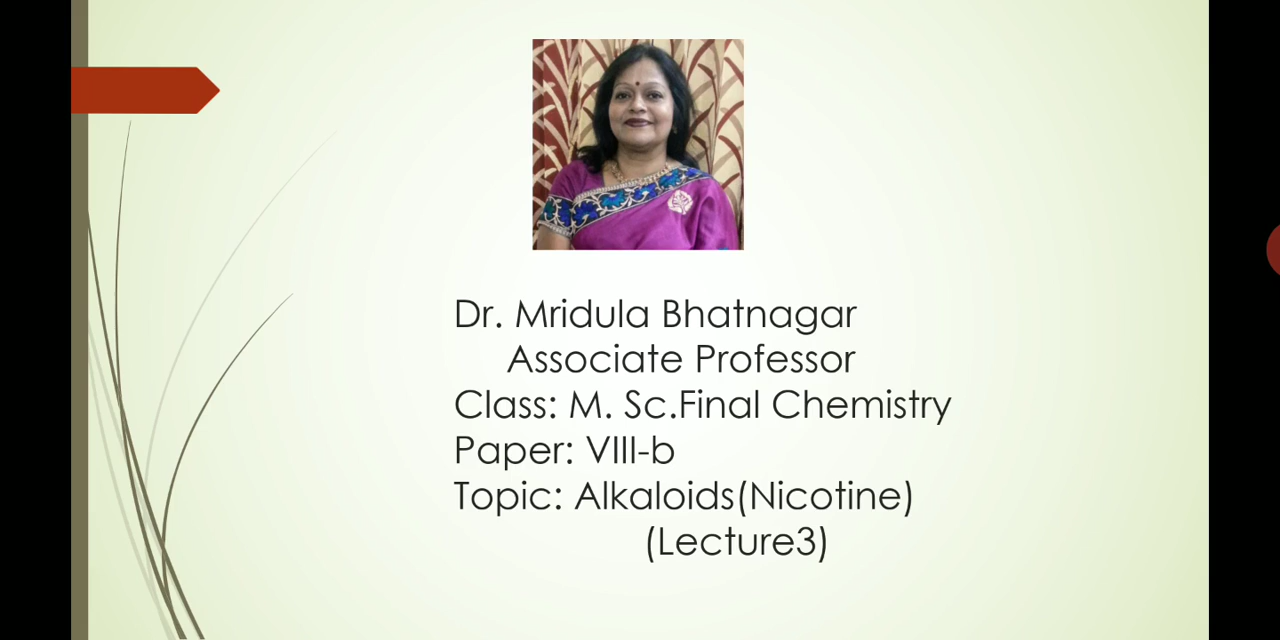 Dr. Mridula Bhatnagar
Associate Professor
Class: M. Sc.Final Chemistry
Paper: VIII-b
Topic: Alkaloids(Nicotine)
(Lecture3)